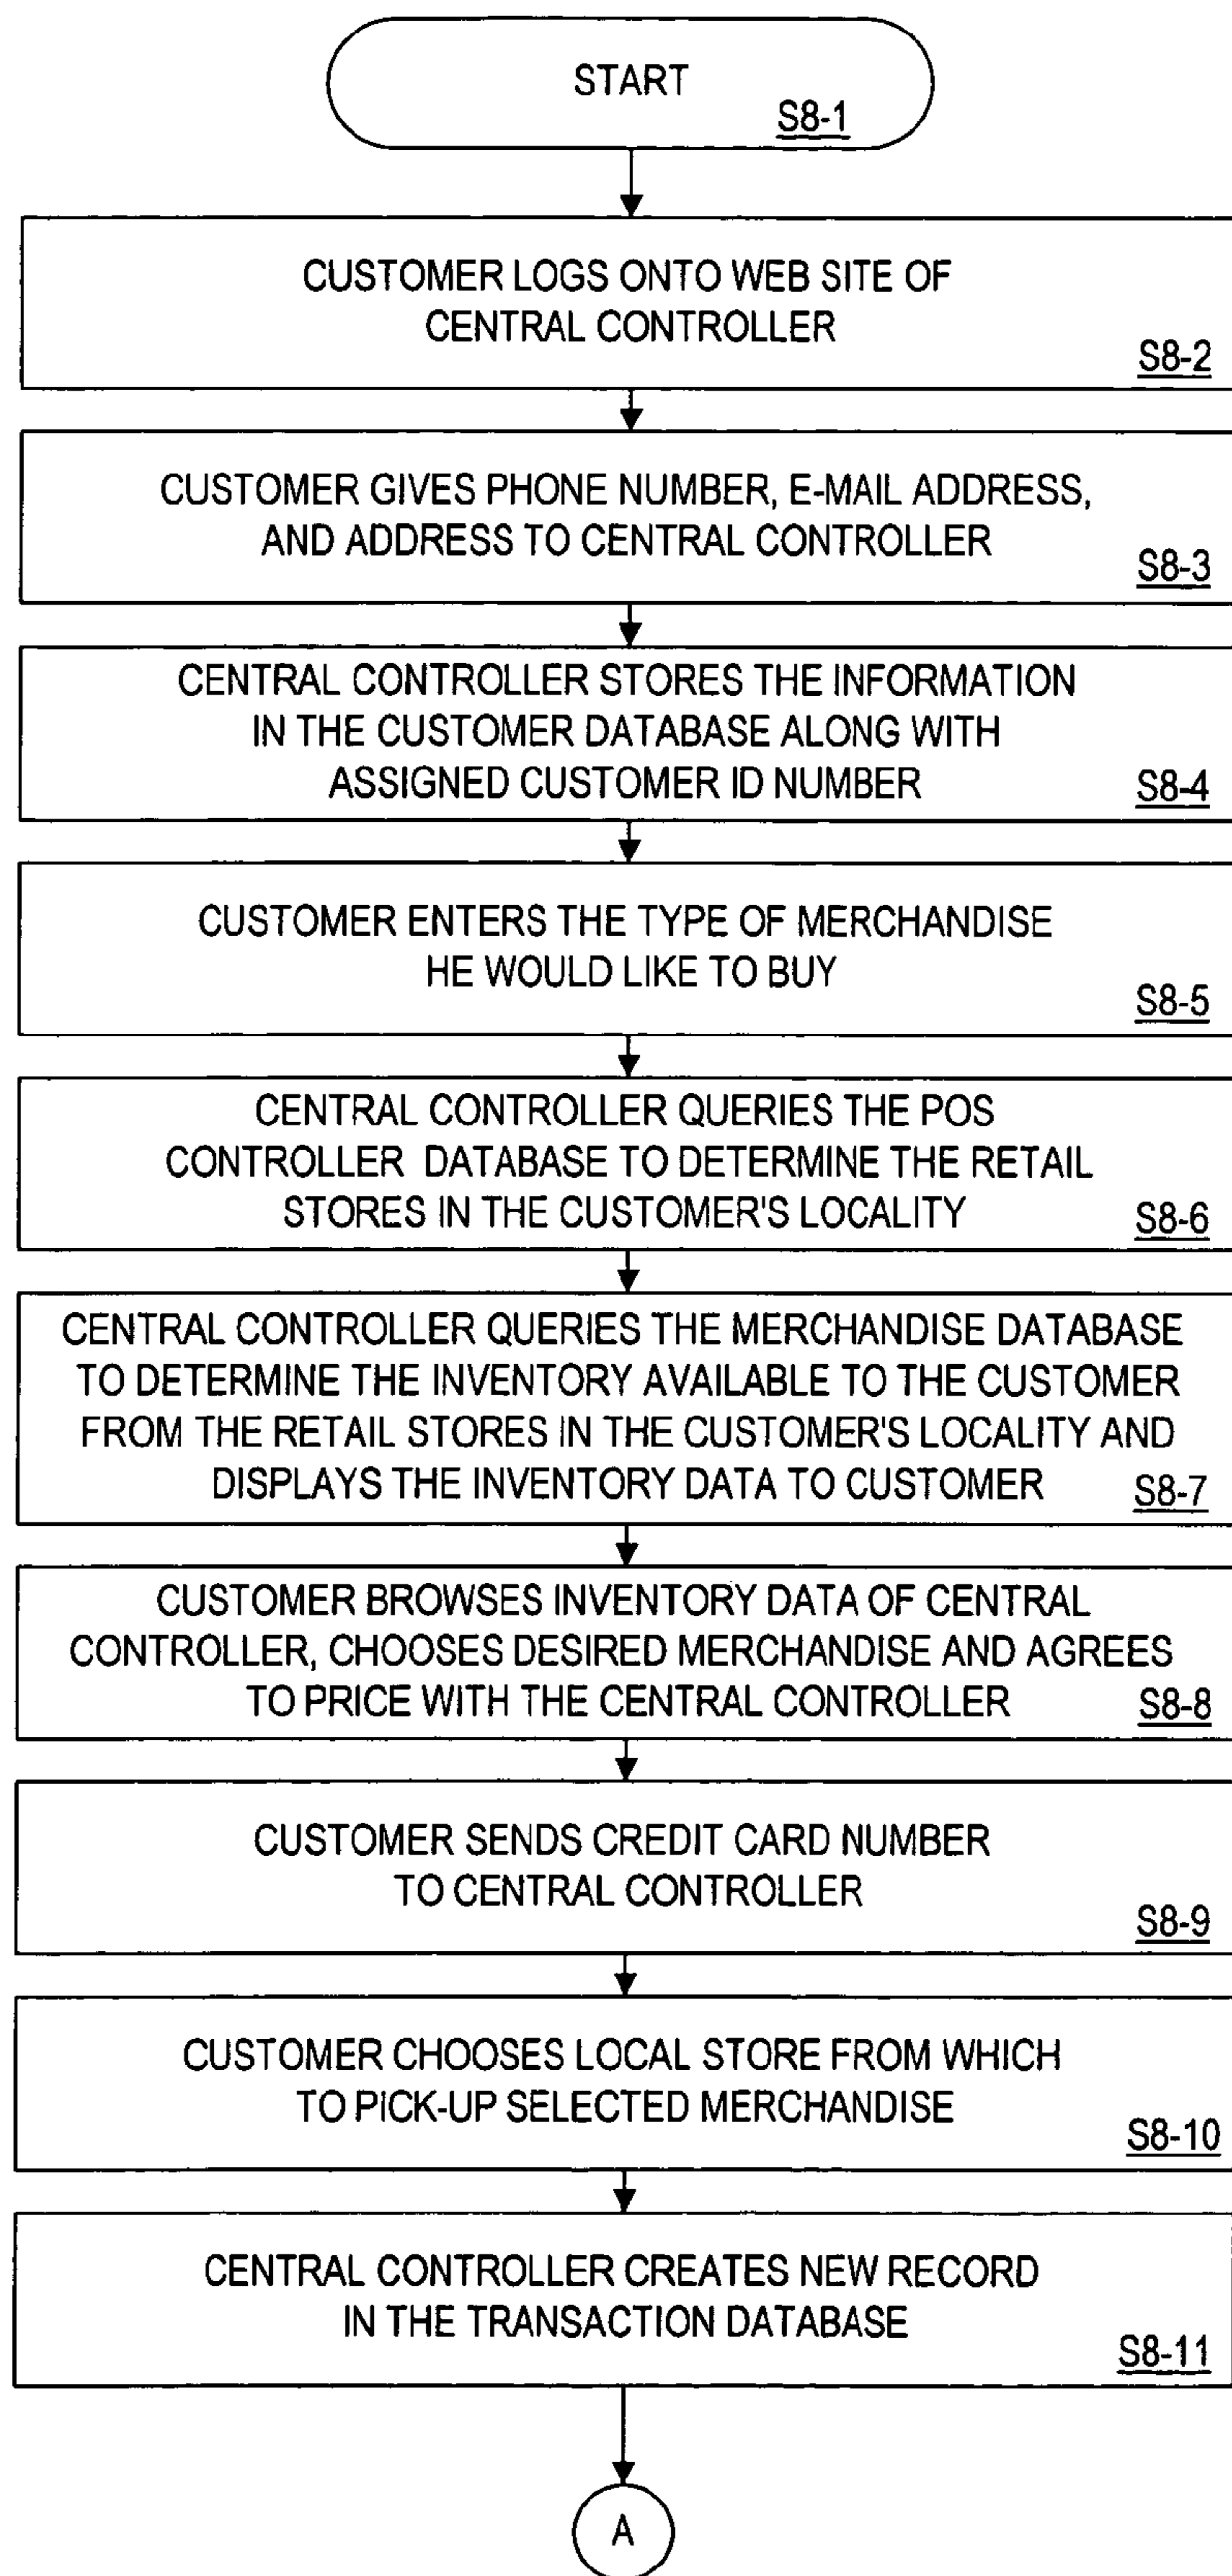 START
S8-1
CUSTOMER LOGS ONTO WEB SITE OF
CENTRAL CONTROLLER
S8-2
CUSTOMER GIVES PHONE NUMBER, E-MAIL ADDRESS,
AND ADDRESS TO CENTRAL CONTROLLER
S8-3
CENTRAL CONTROLLER STORES THE INFORMATION
IN THE CUSTOMER DATABASE ALONG WITH
ASSIGNED CUSTOMER ID NUMBER
S8-4
CUSTOMER ENTERS THE TYPE OF MERCHANDISE
HE WOULD LIKE TO BUY
S8-5
CENTRAL CONTROLLER QUERIES THE POS
CONTROLLER DATABASE TO DETERMINE THE RETAIL
STORES IN THE CUSTOMER'S LOCALITY
S8-6
CENTRAL CONTROLLER QUERIES THE MERCHANDISE DATABASE
TO DETERMINE THE INVENTORY AVAILABLE TO THE CUSTOMER
FROM THE RETAIL STORES IN THE CUSTOMER'S LOCALITY AND
DISPLAYS THE INVENTORY DATA TO CUSTOMER
S8-7
CUSTOMER BROWSES INVENTORY DATA OF CENTRAL
CONTROLLER, CHOOSES DESIRED MERCHANDISE AND AGREES
TO PRICE WITH THE CENTRAL CONTROLLER
S8-8
CUSTOMER SENDS CREDIT CARD NUMBER
TO CENTRAL CONTROLLER
S8-9
CUSTOMER CHOOSES LOCAL STORE FROM WHICH
TO PICK-UP SELECTED MERCHANDISE
S8-10
CENTRAL CONTROLLER CREATES NEW RECORD
IN THE TRANSACTION DATABASE
S8-11
A